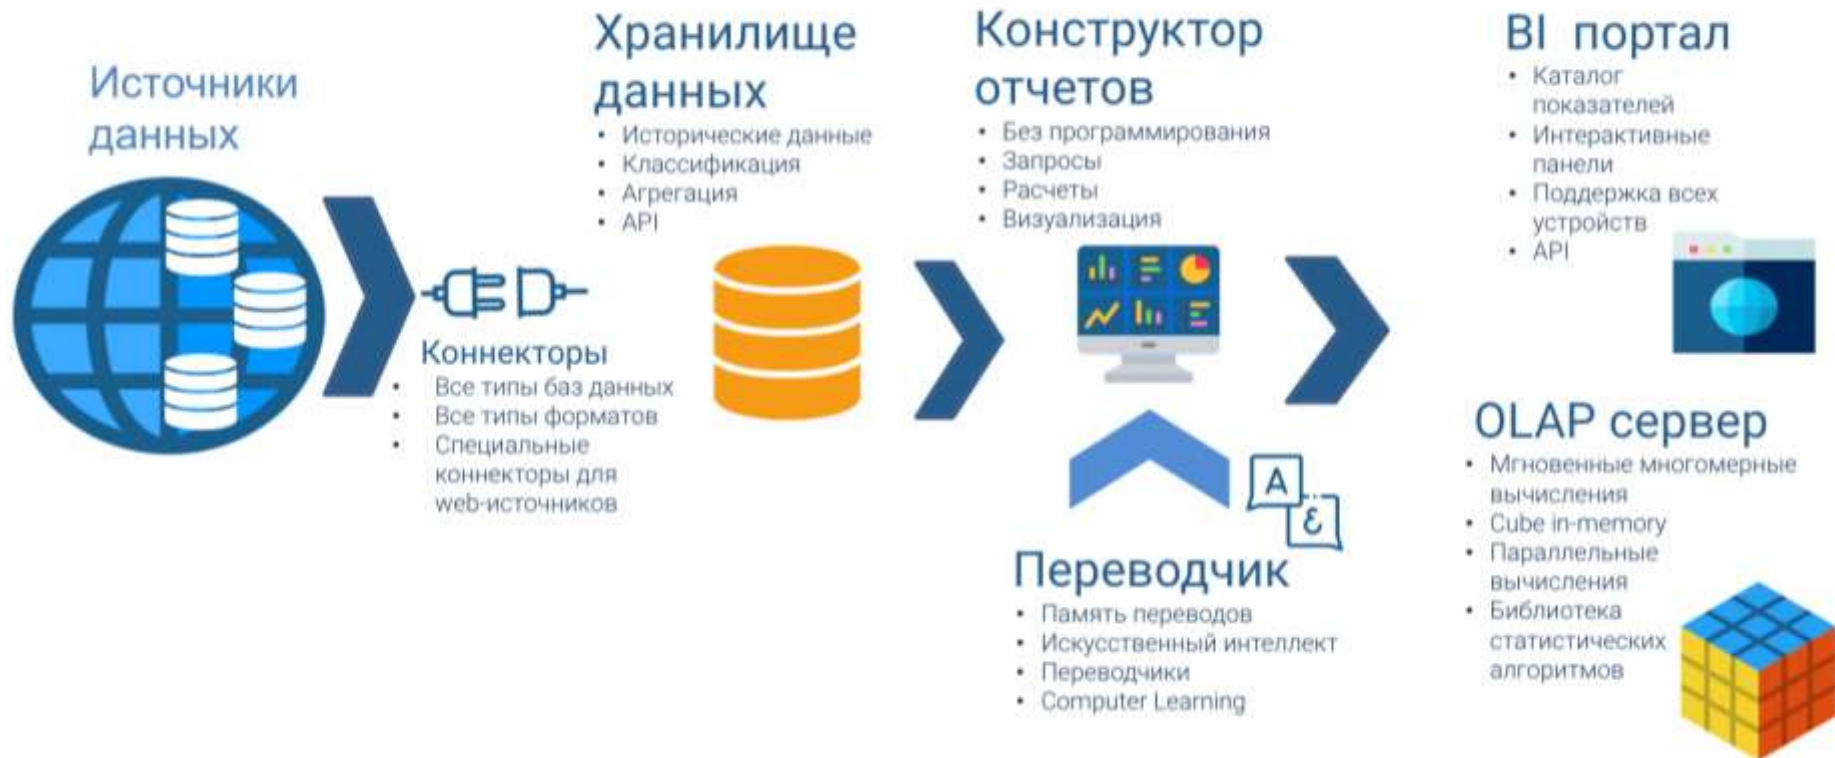 Источники
данных
Коннекторы
• Все типы баз данных
• Все типы форматов
• Специальные
коннекторы для
web-источников
Хранилище
данных
• Исторические данные
• Классификация
• Агрегация
• API
Конструктор
отчетов
• Без программирования
• Запросы
• Расчеты
• Визуализация
A
ε
Переводчик
• Память переводов
• Искусственный интеллект
• Переводчики
• Computer Learning
BI портал
• Каталог
показателей
• Интерактивные
панели
• Поддержка всех
устройств
• API
OLAP сервер
• Мгновенные многомерные
вычисления
• Cube in-memory
• Параллельные
вычисления
• Библиотека
статистических
алгоритмов